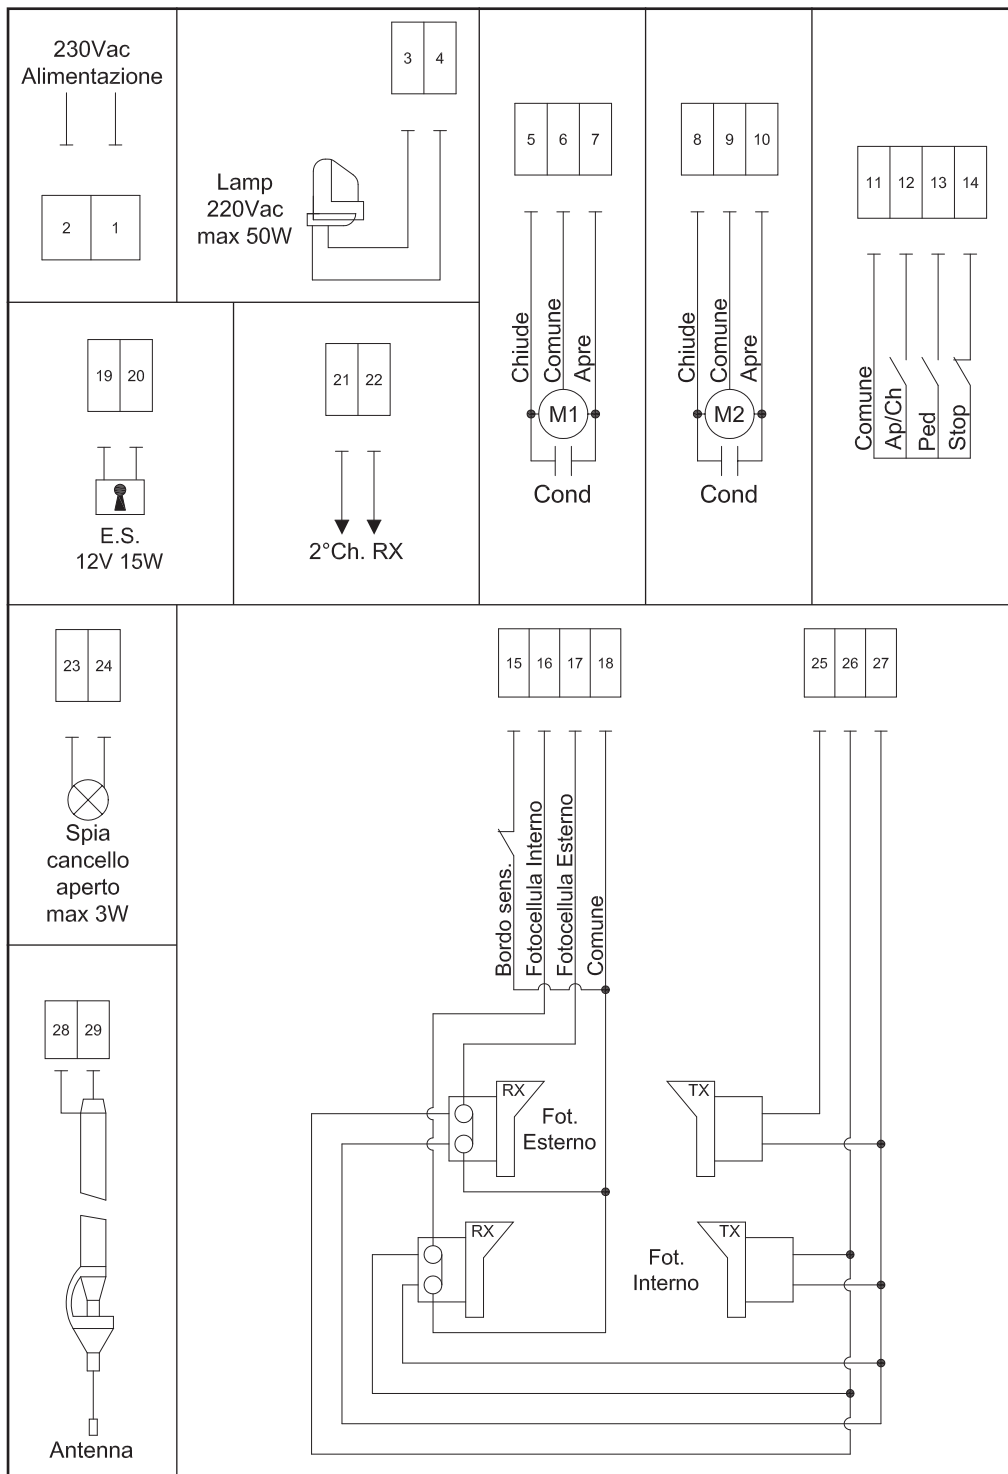 230Vac
Alimentazione
2 1
3 4
Lamp
220Vac
max 50W
5 6 7
Chiude
Comune
Apre
M1
Cond
8 9 10
Chiude
Comune
Apre
M2
Cond
11 12 13 14
Comune
Ap/Ch
Ped
Stop
19 20
E.S.
12V 15W
21 22
2°Ch. RX
23 24
Spia
cancello
aperto
max 3W
15 16 17 18
Bordo sens.
Fotocellula Interno
Fotocellula Esterno
Comune
25 26 27
RX
Fot.
Esterno
TX
RX
Fot.
Interno
TX
28 29
Antenna